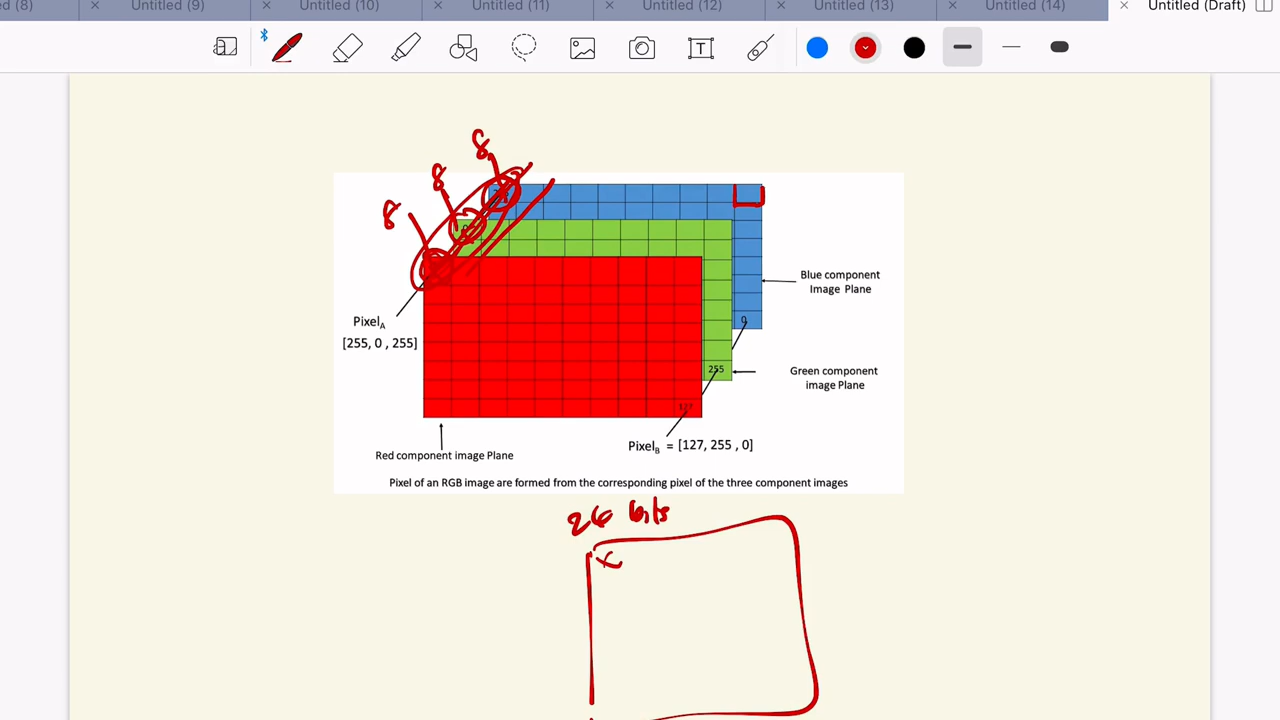 d (8)
Untitled (9)
Untitled (10)
Untitled (11)
Untitled (12)
Untitled (13)
Untitled (14)
Untitled (Draft)
T
8
8
8
Blue component
Image Plane
Pixel_A
[255, 0 , 255]
0
255
Green component
image Plane
127
Pixel_B = [127, 255 , 0]
Red component image Plane
Pixel of an RGB image are formed from the corresponding pixel of the three component images
24 bits
x